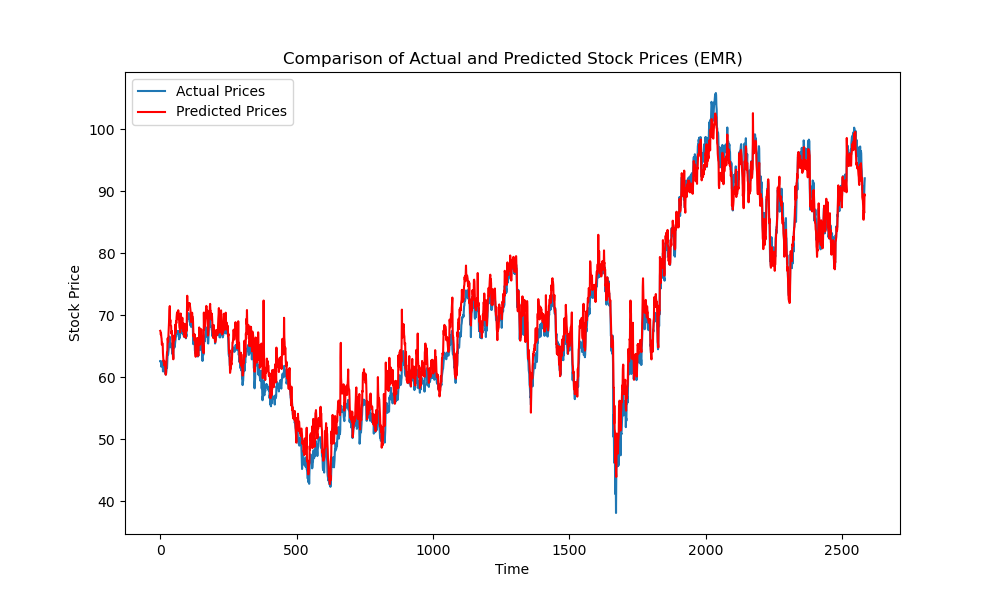 Comparison of Actual and Predicted Stock Prices (EMR)
Actual Prices
Predicted Prices
Stock Price
100
90
80
70
60
50
40
0 500 1000 1500 2000 2500
Time